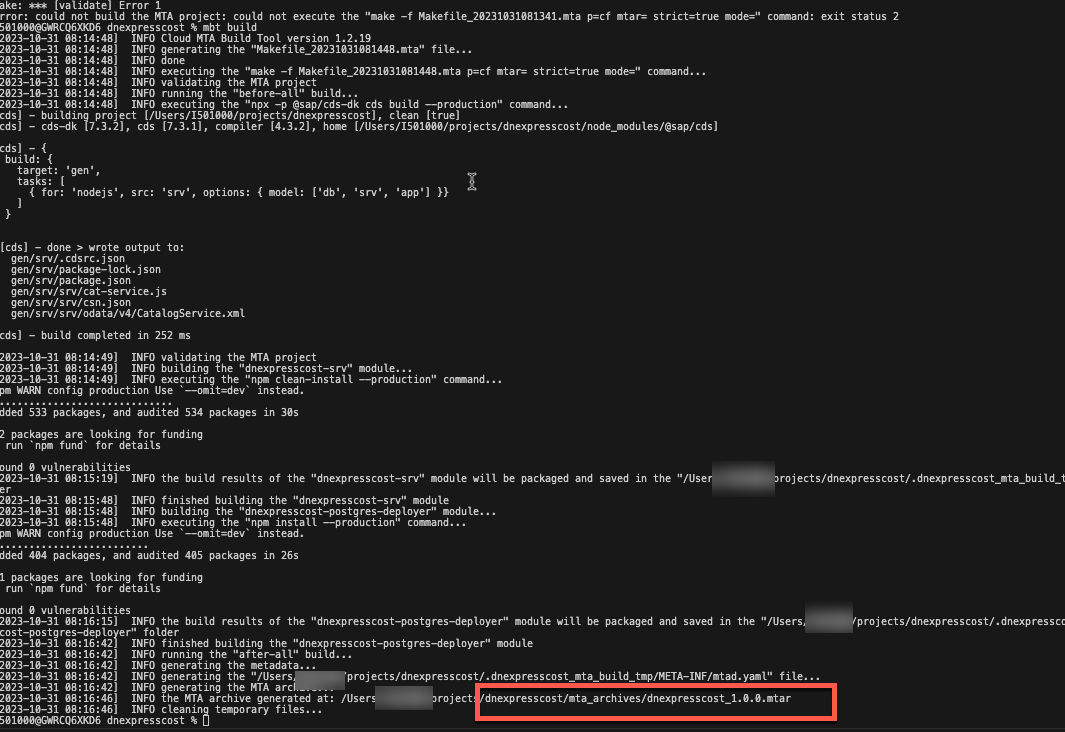 ake: *** [validate] Error 1
rror: could not build the MTA project: could not execute the "make -f Makefile_20231031081341.mta p=cf mtar= strict=true mode=" command: exit status 2
501000@GWRCQ6XKD6 dnexpresscost % mbt build
2023-10-31 08:14:48]  INFO Cloud MTA Build Tool version 1.2.19
2023-10-31 08:14:48]  INFO generating the "Makefile_20231031081448.mta" file...
2023-10-31 08:14:48]  INFO done
2023-10-31 08:14:48]  INFO executing the "make -f Makefile_20231031081448.mta p=cf mtar= strict=true mode=" command...
2023-10-31 08:14:48]  INFO validating the MTA project
2023-10-31 08:14:48]  INFO running the "before-all" build...
2023-10-31 08:14:48]  INFO executing the "npx -p @sap/cds-dk cds build --production" command...
cds] - building project [/Users/I501000/projects/dnexpresscost], clean [true]
cds] - cds-dk [7.3.2], cds [7.3.1], compiler [4.3.2], home [/Users/I501000/projects/dnexpresscost/node_modules/@sap/cds]
cds] - {
build: {
target: 'gen',
tasks: [
{ for: 'nodejs', src: 'srv', options: { model: ['db', 'srv', 'app'] }}
]
}
[cds] - done > wrote output to:
gen/srv/.cdsrc.json
gen/srv/package-lock.json
gen/srv/package.json
gen/srv/srv/cat-service.js
gen/srv/srv/csn.json
gen/srv/srv/odata/v4/CatalogService.xml
cds] - build completed in 252 ms
2023-10-31 08:14:49]  INFO validating the MTA project
2023-10-31 08:14:49]  INFO building the "dnexpresscost-srv" module...
2023-10-31 08:14:49]  INFO executing the "npm clean-install --production" command...
pm WARN config production Use `--omit=dev` instead.
.............................
dded 533 packages, and audited 534 packages in 30s
2 packages are looking for funding
run `npm fund` for details
ound 0 vulnerabilities
2023-10-31 08:15:19]  INFO the build results of the "dnexpresscost-srv" module will be packaged and saved in the "/User projects/dnexpresscost/.dnexpresscost_mta_build_t
er
2023-10-31 08:15:48]  INFO finished building the "dnexpresscost-srv" module
2023-10-31 08:15:48]  INFO building the "dnexpresscost-postgres-deployer" module...
2023-10-31 08:15:48]  INFO executing the "npm install --production" command...
pm WARN config production Use `--omit=dev` instead.
.........................
dded 404 packages, and audited 405 packages in 26s
1 packages are looking for funding
run `npm fund` for details
ound 0 vulnerabilities
2023-10-31 08:16:15]  INFO the build results of the "dnexpresscost-postgres-deployer" module will be packaged and saved in the "/Users/ /projects/dnexpresscost/.dnexpressc
cost-postgres-deployer" folder
2023-10-31 08:16:42]  INFO finished building the "dnexpresscost-postgres-deployer" module
2023-10-31 08:16:42]  INFO running the "after-all" build...
2023-10-31 08:16:42]  INFO generating the metadata...
2023-10-31 08:16:42]  INFO generating the "/Users/ /projects/dnexpresscost/.dnexpresscost_mta_build_tmp/META-INF/mtad.yaml" file...
2023-10-31 08:16:42]  INFO generating the MTA archive...
2023-10-31 08:16:46]  INFO the MTA archive generated at: /Users projects/dnexpresscost/mta_archives/dnexpresscost_1.0.0.mtar
2023-10-31 08:16:46]  INFO cleaning temporary files...
501000@GWRCQ6XKD6 dnexpresscost %